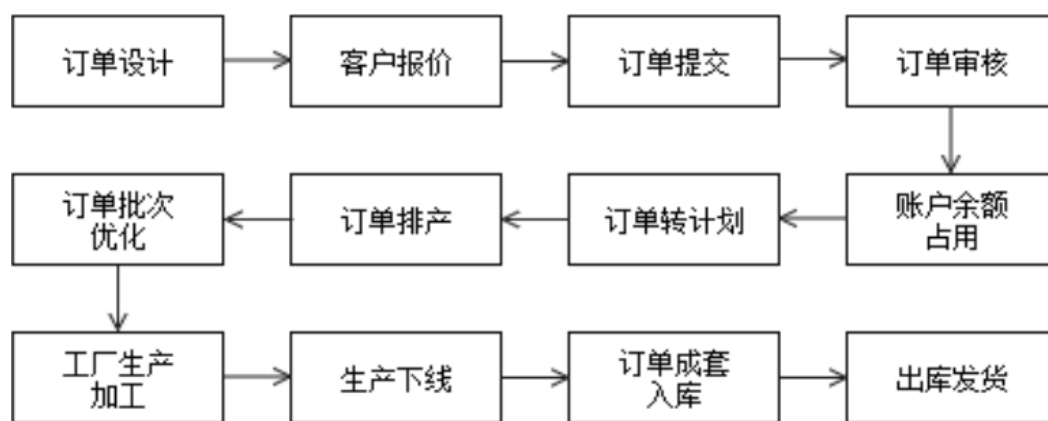 订单设计
客户报价
订单提交
订单审核
账户余额
占用
订单转计划
订单排产
订单批次
优化
工厂生产
加工
生产下线
订单成套
入库
出库发货